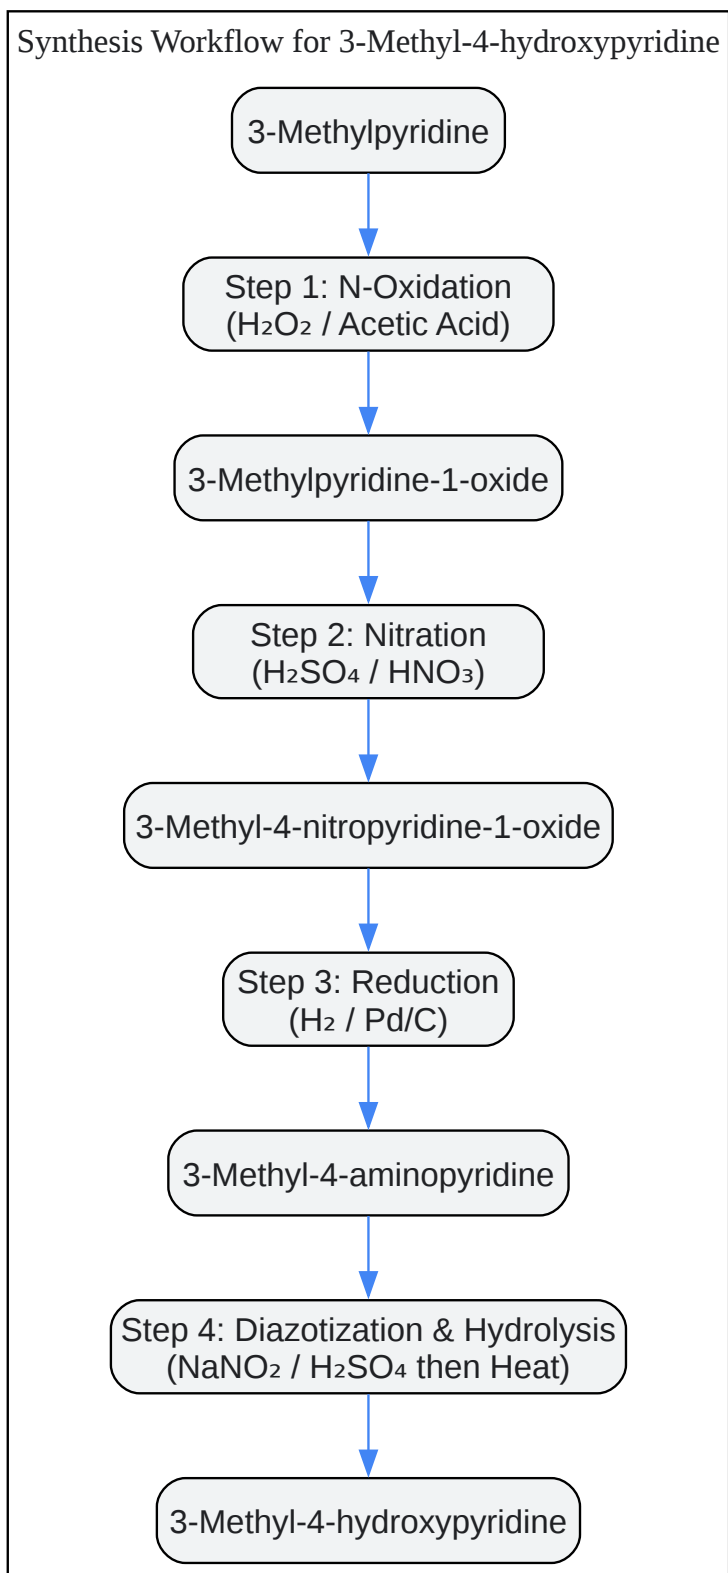 Synthesis Workflow for 3-Methyl-4-hydroxypyridine
3-Methylpyridine
Step 1: N-Oxidation
(H₂O₂ / Acetic Acid)
3-Methylpyridine-1-oxide
Step 2: Nitration
(H₂SO₄ / HNO₃)
3-Methyl-4-nitropyridine-1-oxide
Step 3: Reduction
(H₂ / Pd/C)
3-Methyl-4-aminopyridine
Step 4: Diazotization & Hydrolysis
(NaNO₂ / H₂SO₄ then Heat)
3-Methyl-4-hydroxypyridine